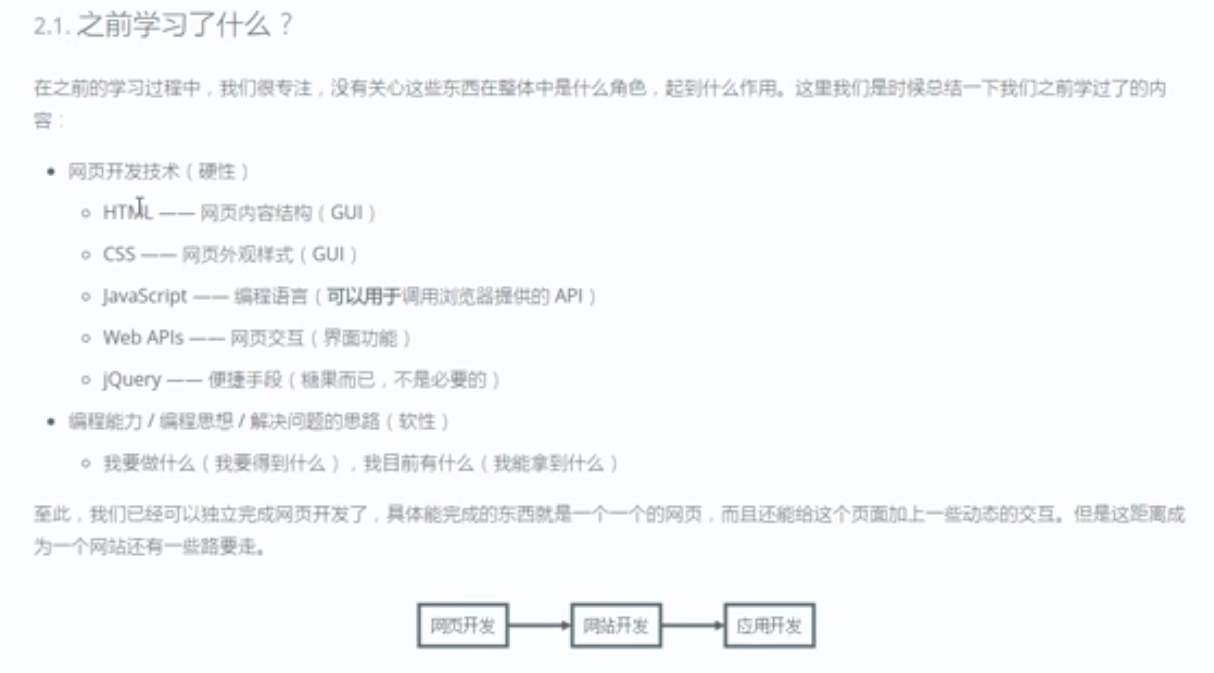 2.1. 之前学习了什么？
在之前的学习过程中，我们很专注，没有关心这些东西在整体中是什么角色，起到什么作用。这里我们是时候总结一下我们之前学过了的内
容：
网页开发技术（硬性）
HTML —— 网页内容结构（GUI）
CSS —— 网页外观样式（GUI）
JavaScript —— 编程语言（可以用于调用浏览器提供的 API）
Web APIs —— 网页交互（界面功能）
jQuery —— 便捷手段（糖果而已，不是必要的）
编程能力 / 编程思想 / 解决问题的思路（软性）
我要做什么（我要得到什么），我目前有什么（我能拿到什么）
至此，我们已经可以独立完成网页开发了，具体能完成的东西就是一个一个的网页，而且还能给这个页面加上一些动态的交互。但是这距离成
为一个网站还有一些路要走。
网页开发 网站开发 应用开发